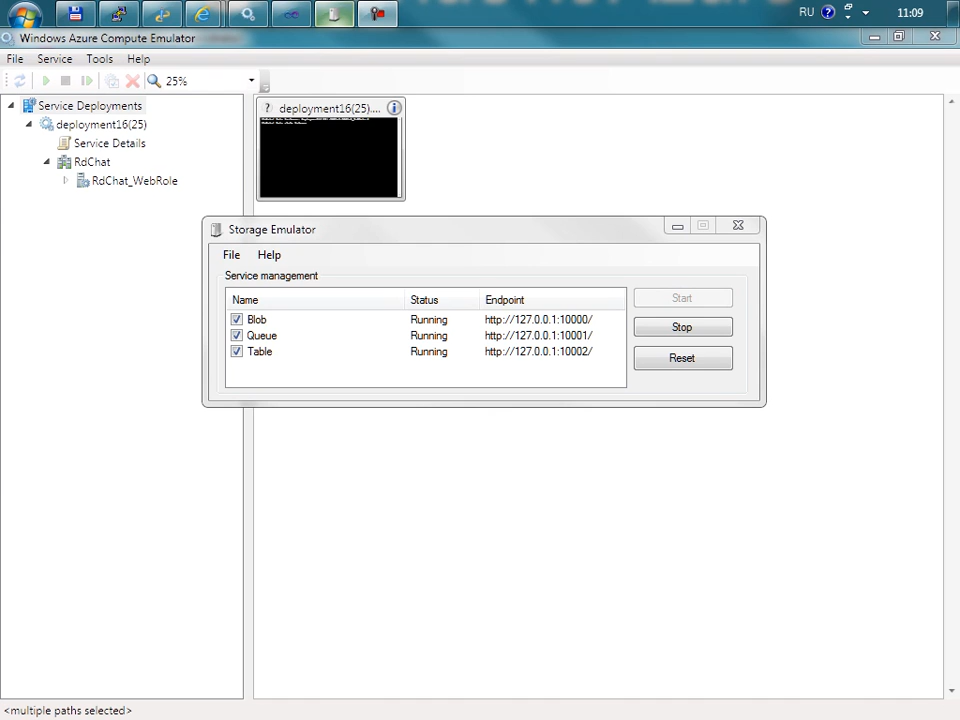 RU
11:09
Windows Azure Compute Emulator
File Service Tools Help
25%
Service Deployments
deployment16(25)
Service Details
RdChat
RdChat_WebRole
? deployment16(25)....
Storage Emulator
File Help
Service management
Name Status Endpoint
Blob Running http://127.0.0.1:10000/
Queue Running http://127.0.0.1:10001/
Table Running http://127.0.0.1:10002/
Start
Stop
Reset
<multiple paths selected>